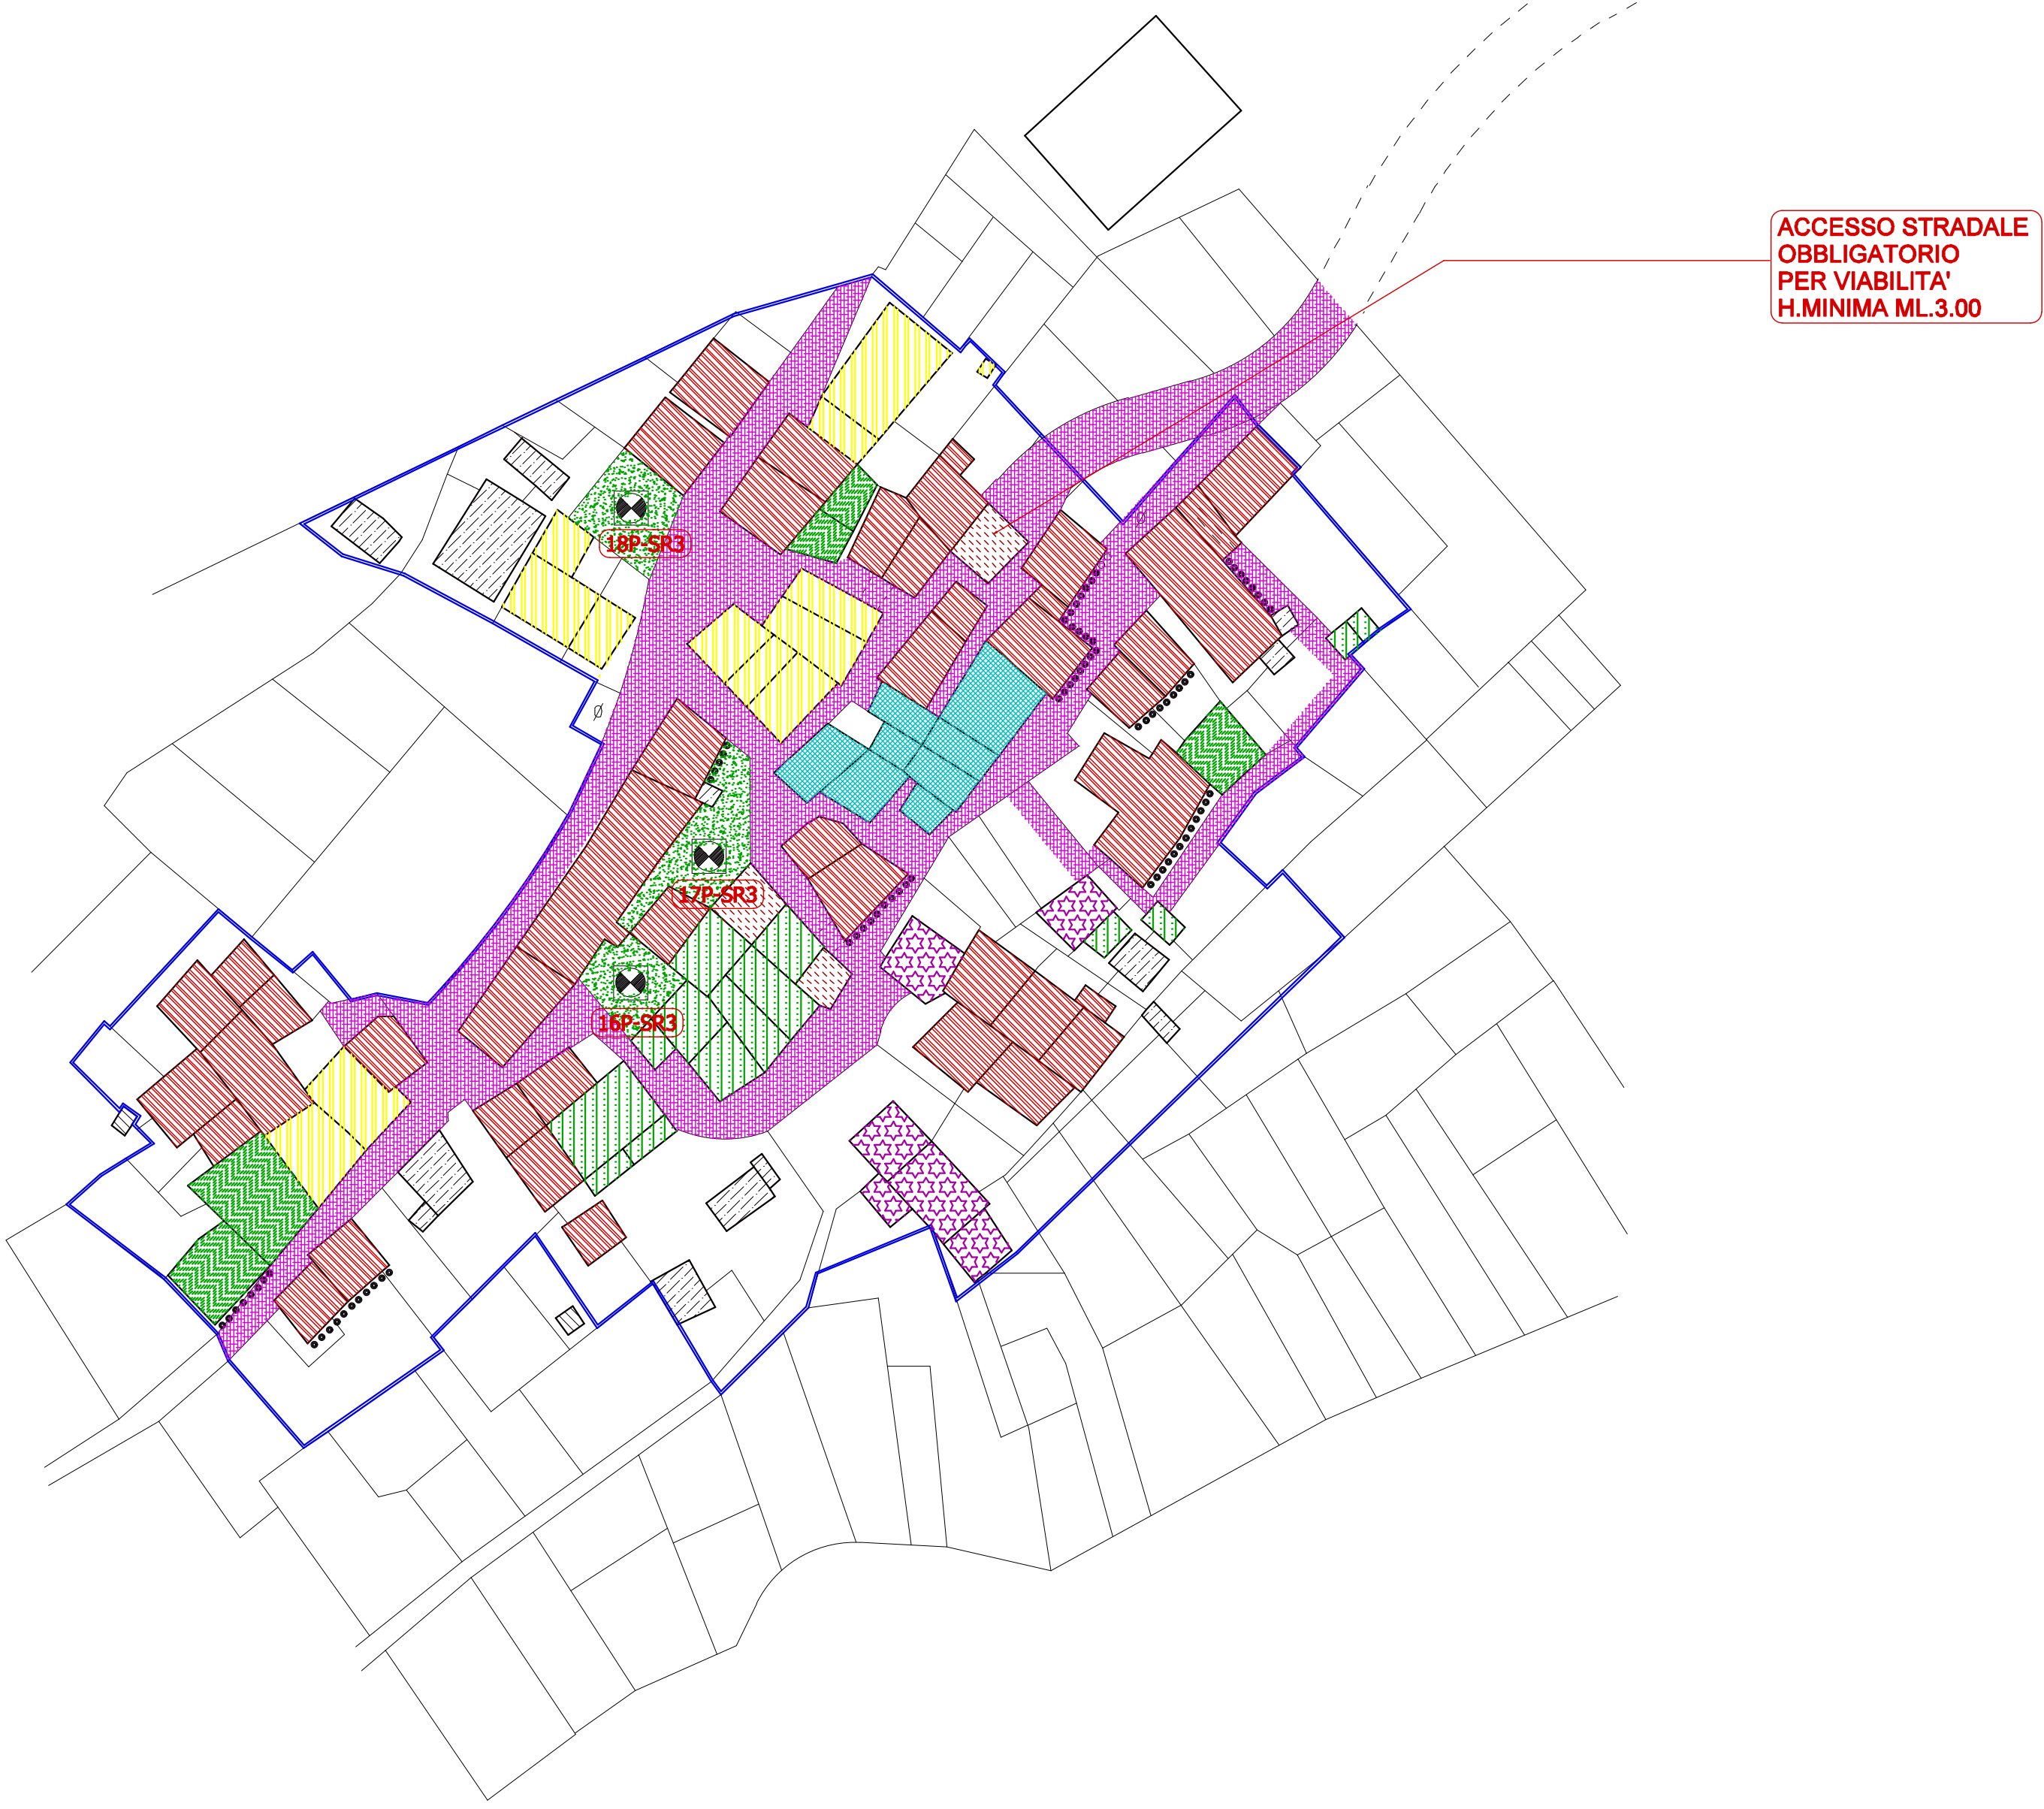 ACCESSO STRADALE
OBBLIGATORIO
PER VIABILITA'
H.MINIMA ML.3.00
18P-SR3
17P-SR3
16P-SR3